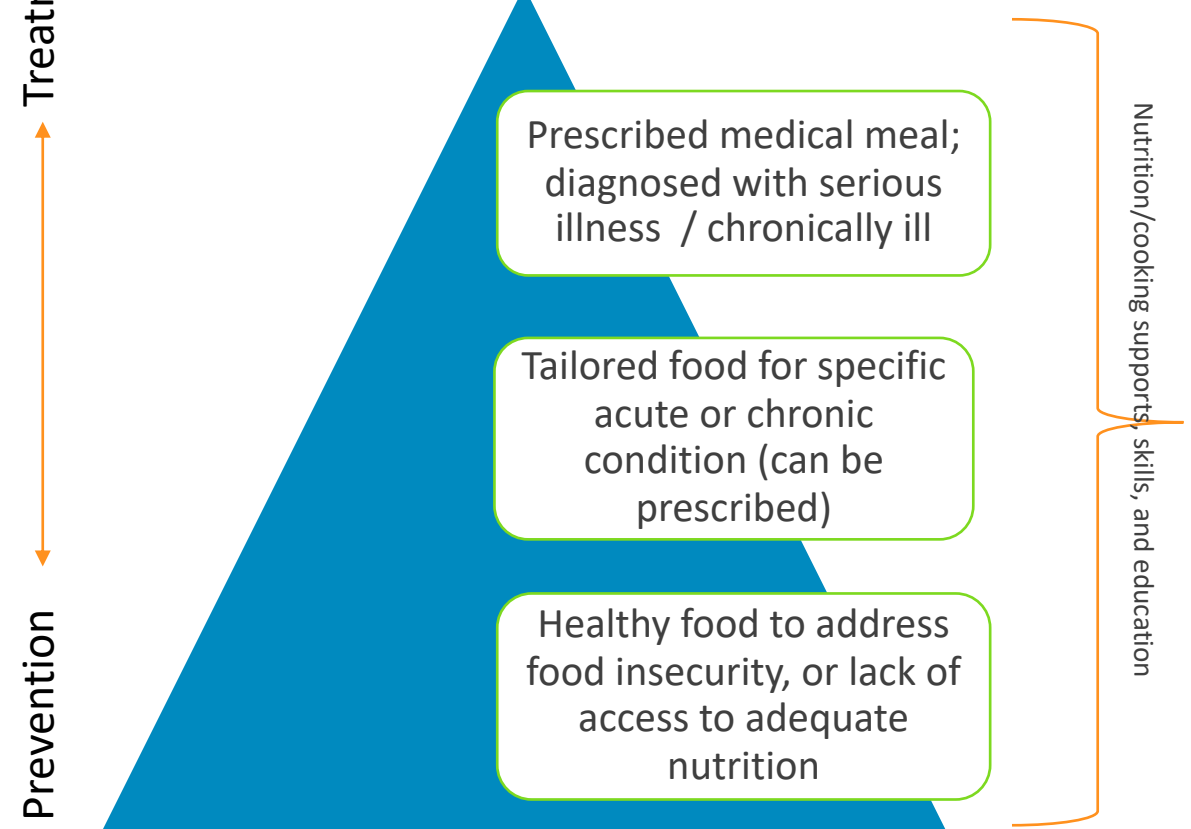 Treat
Prescribed medical meal;
diagnosed with serious
illness / chronically ill
Tailored food for specific
acute or chronic
condition (can be
prescribed)
Healthy food to address
food insecurity, or lack of
access to adequate
nutrition
Prevention
Nutrition/cooking supports, skills, and education